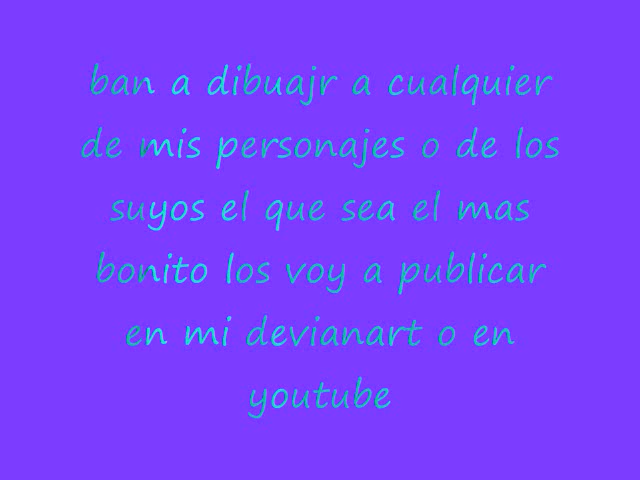 ban a dibuajr a cualquier
de mis personajes o de los
suyos el que sea el mas
bonito los voy a publicar
en mi devianart o en
youtube